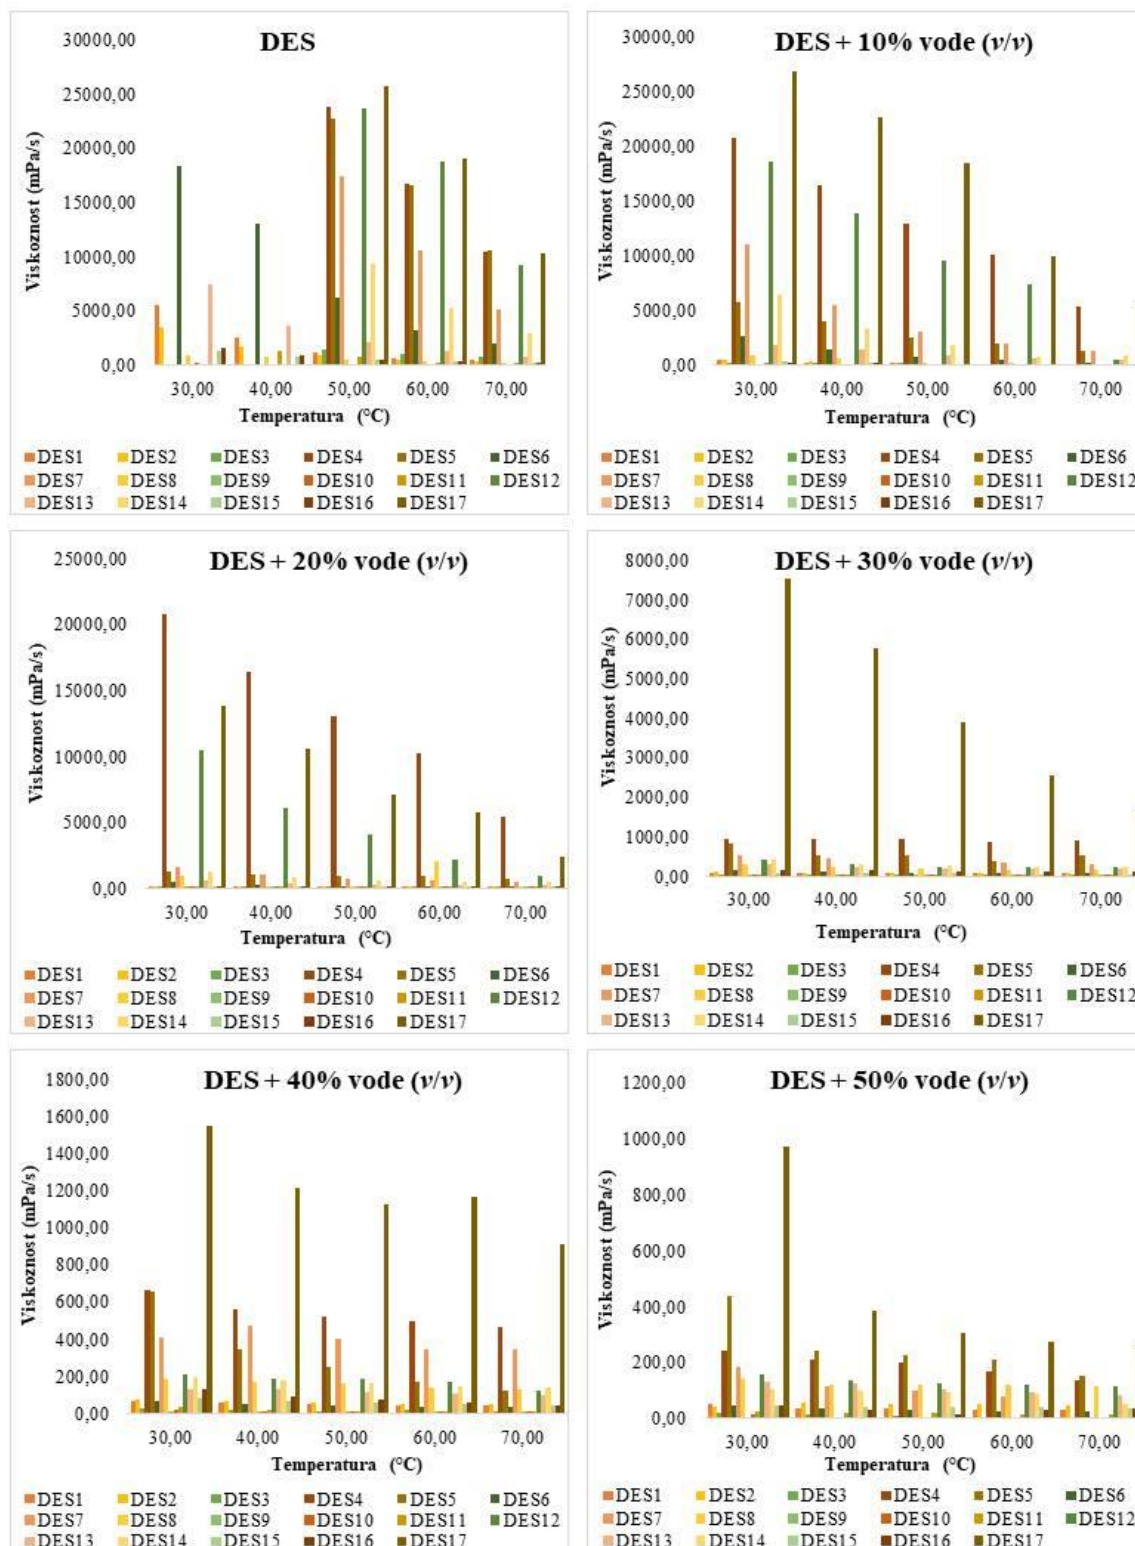 DES
Viskoznost (mPa/s)
30000,00
25000,00
20000,00
15000,00
10000,00
5000,00
0,00
30,00 40,00 50,00 60,00 70,00
Temperatura (°C)
DES1 DES2 DES3 DES4 DES5 DES6
DES7 DES8 DES9 DES10 DES11 DES12
DES13 DES14 DES15 DES16 DES17
DES + 10% vode (v/v)
Viskoznost (mPa/s)
30000,00
25000,00
20000,00
15000,00
10000,00
5000,00
0,00
30,00 40,00 50,00 60,00 70,00
Temperatura (°C)
DES1 DES2 DES3 DES4 DES5 DES6
DES7 DES8 DES9 DES10 DES11 DES12
DES13 DES14 DES15 DES16 DES17
DES + 20% vode (v/v)
Viskoznost (mPa/s)
25000,00
20000,00
15000,00
10000,00
5000,00
0,00
30,00 40,00 50,00 60,00 70,00
Temperatura (°C)
DES1 DES2 DES3 DES4 DES5 DES6
DES7 DES8 DES9 DES10 DES11 DES12
DES13 DES14 DES15 DES16 DES17
DES + 30% vode (v/v)
Viskoznost (mPa/s)
8000,00
7000,00
6000,00
5000,00
4000,00
3000,00
2000,00
1000,00
0,00
30,00 40,00 50,00 60,00 70,00
Temperatura (°C)
DES1 DES2 DES3 DES4 DES5 DES6
DES7 DES8 DES9 DES10 DES11 DES12
DES13 DES14 DES15 DES16 DES17
DES + 40% vode (v/v)
Viskoznost (mPa/s)
1800,00
1600,00
1400,00
1200,00
1000,00
800,00
600,00
400,00
200,00
0,00
30,00 40,00 50,00 60,00 70,00
Temperatura (°C)
DES1 DES2 DES3 DES4 DES5 DES6
DES7 DES8 DES9 DES10 DES11 DES12
DES13 DES14 DES15 DES16 DES17
DES + 50% vode (v/v)
Viskoznost (mPa/s)
1200,00
1000,00
800,00
600,00
400,00
200,00
0,00
30,00 40,00 50,00 60,00 70,00
Temperatura (°C)
DES1 DES2 DES3 DES4 DES5 DES6
DES7 DES8 DES9 DES10 DES11 DES12
DES13 DES14 DES15 DES16 DES17